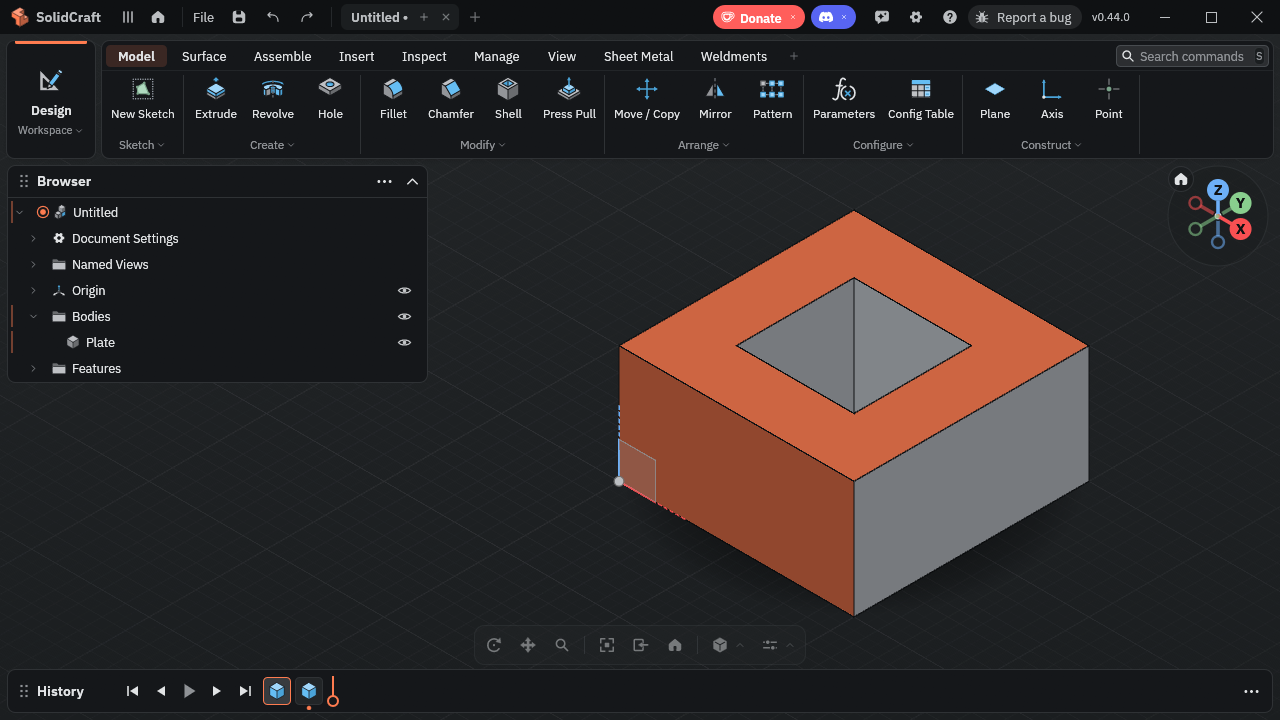 SolidCraft
File
Untitled •
Donate
Report a bug
v0.44.0
Design
Workspace
Model
Surface
Assemble
Insert
Inspect
Manage
View
Sheet Metal
Weldments
Search commands
S
New Sketch
Extrude
Revolve
Hole
Fillet
Chamfer
Shell
Press Pull
Move / Copy
Mirror
Pattern
Parameters
Config Table
Plane
Axis
Point
Sketch
Create
Modify
Arrange
Configure
Construct
Browser
Untitled
Document Settings
Named Views
Origin
Bodies
Plate
Features
Z
Y
X
History